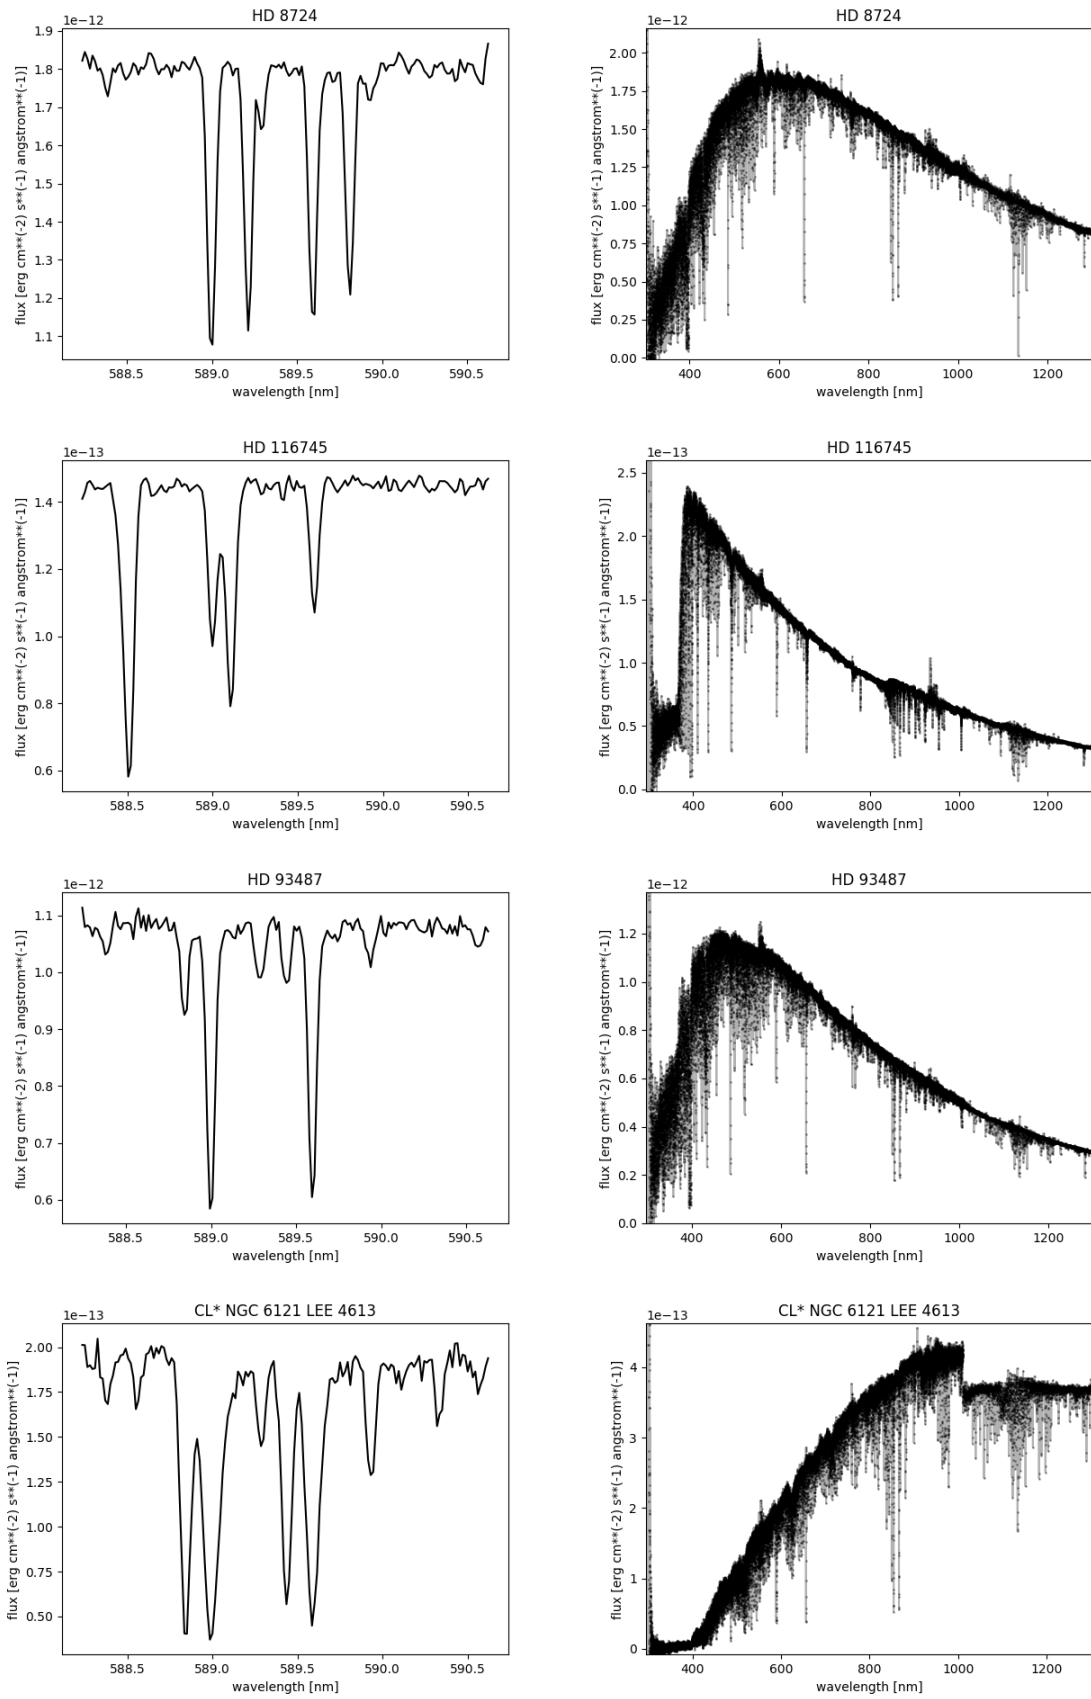 HD 8724
1e−12
flux [erg cm**(-2) s**(-1) angstrom**(-1)]
1.9
1.8
1.7
1.6
1.5
1.4
1.3
1.2
1.1
588.5 589.0 589.5 590.0 590.5
wavelength [nm]
HD 8724
1e−12
flux [erg cm**(-2) s**(-1) angstrom**(-1)]
2.00
1.75
1.50
1.25
1.00
0.75
0.50
0.25
0.00
400 600 800 1000 1200
wavelength [nm]
HD 116745
1e−13
flux [erg cm**(-2) s**(-1) angstrom**(-1)]
1.4
1.2
1.0
0.8
0.6
588.5 589.0 589.5 590.0 590.5
wavelength [nm]
HD 116745
1e−13
flux [erg cm**(-2) s**(-1) angstrom**(-1)]
2.5
2.0
1.5
1.0
0.5
0.0
400 600 800 1000 1200
wavelength [nm]
HD 93487
1e−12
flux [erg cm**(-2) s**(-1) angstrom**(-1)]
1.1
1.0
0.9
0.8
0.7
0.6
588.5 589.0 589.5 590.0 590.5
wavelength [nm]
HD 93487
1e−12
flux [erg cm**(-2) s**(-1) angstrom**(-1)]
1.2
1.0
0.8
0.6
0.4
0.2
0.0
400 600 800 1000 1200
wavelength [nm]
CL* NGC 6121 LEE 4613
1e−13
flux [erg cm**(-2) s**(-1) angstrom**(-1)]
2.00
1.75
1.50
1.25
1.00
0.75
0.50
588.5 589.0 589.5 590.0 590.5
wavelength [nm]
CL* NGC 6121 LEE 4613
1e−13
flux [erg cm**(-2) s**(-1) angstrom**(-1)]
4
3
2
1
0
400 600 800 1000 1200
wavelength [nm]